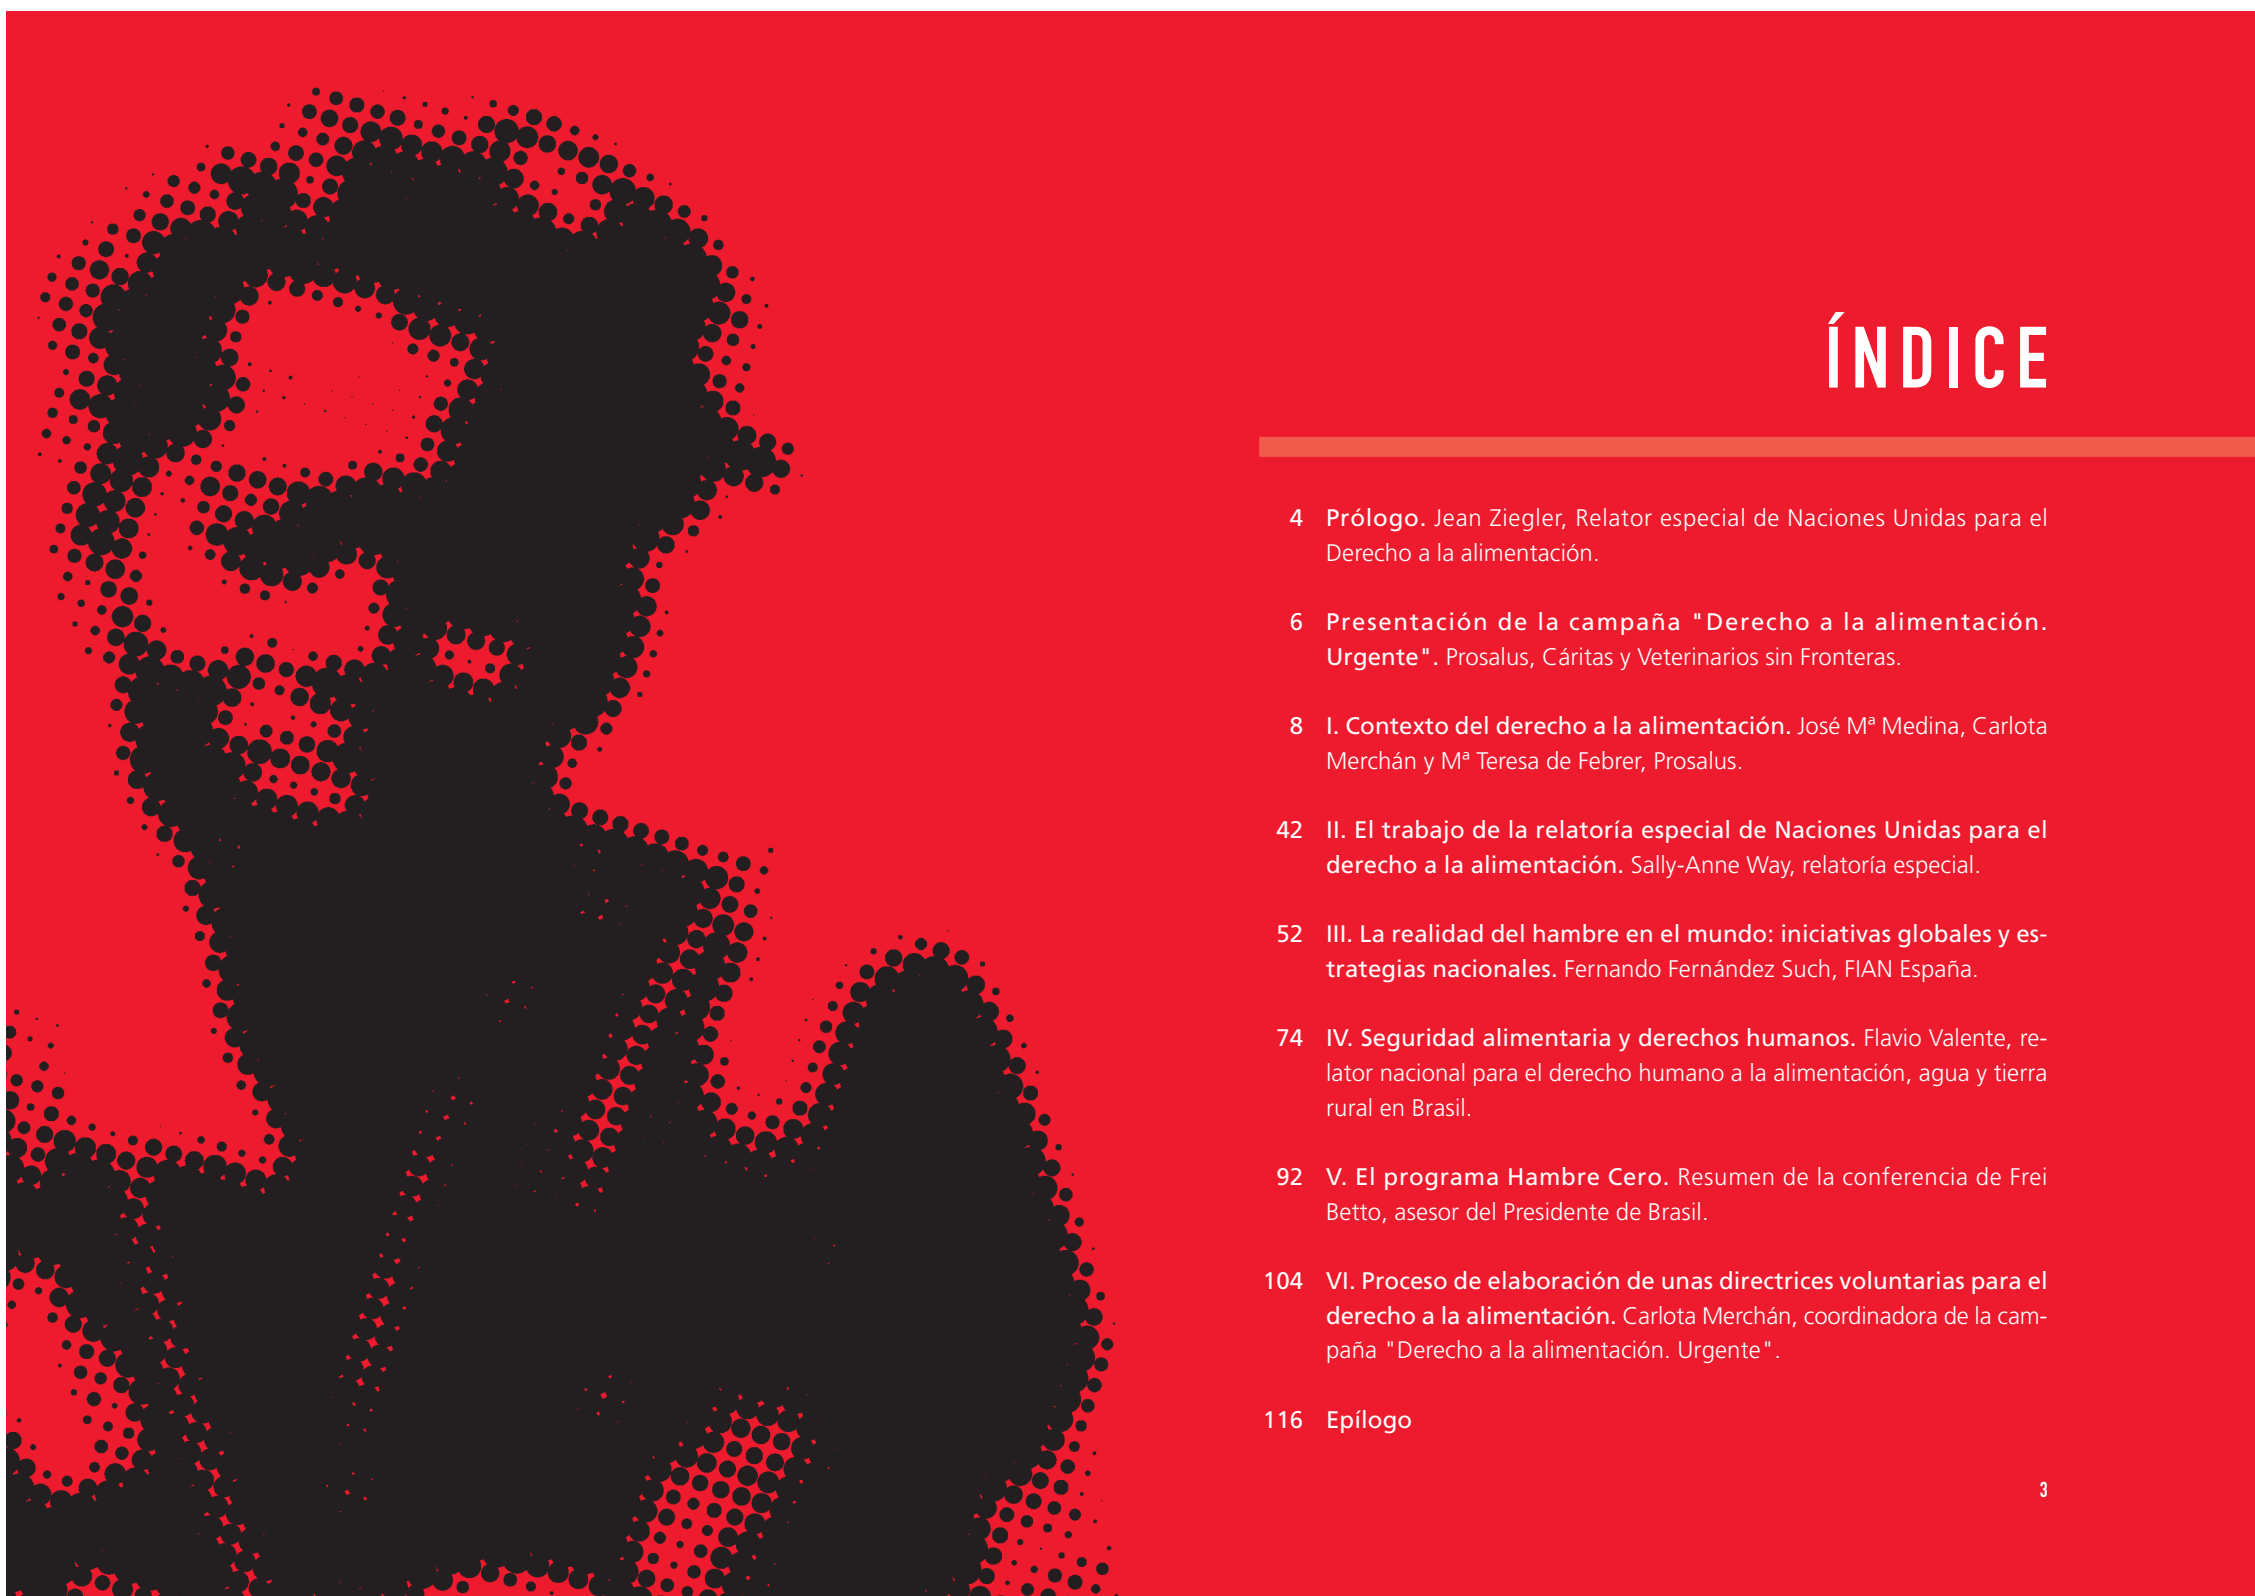 ÍNDICE
4 Prólogo. Jean Ziegler, Relator especial de Naciones Unidas para el
Derecho a la alimentación.
6 Presentación de la campaña "Derecho a la alimentación.
Urgente". Prosalus, Cáritas y Veterinarios sin Fronteras.
8 I. Contexto del derecho a la alimentación. José Mª Medina, Carlota
Merchán y Mª Teresa de Febrer, Prosalus.
42 II. El trabajo de la relatoría especial de Naciones Unidas para el
derecho a la alimentación. Sally-Anne Way, relatoría especial.
52 III. La realidad del hambre en el mundo: iniciativas globales y es-
trategias nacionales. Fernando Fernández Such, FIAN España.
74 IV. Seguridad alimentaria y derechos humanos. Flavio Valente, re-
lator nacional para el derecho humano a la alimentación, agua y tierra
rural en Brasil.
92 V. El programa Hambre Cero. Resumen de la conferencia de Frei
Betto, asesor del Presidente de Brasil.
104 VI. Proceso de elaboración de unas directrices voluntarias para el
derecho a la alimentación. Carlota Merchán, coordinadora de la cam-
paña "Derecho a la alimentación. Urgente".
116 Epílogo
3